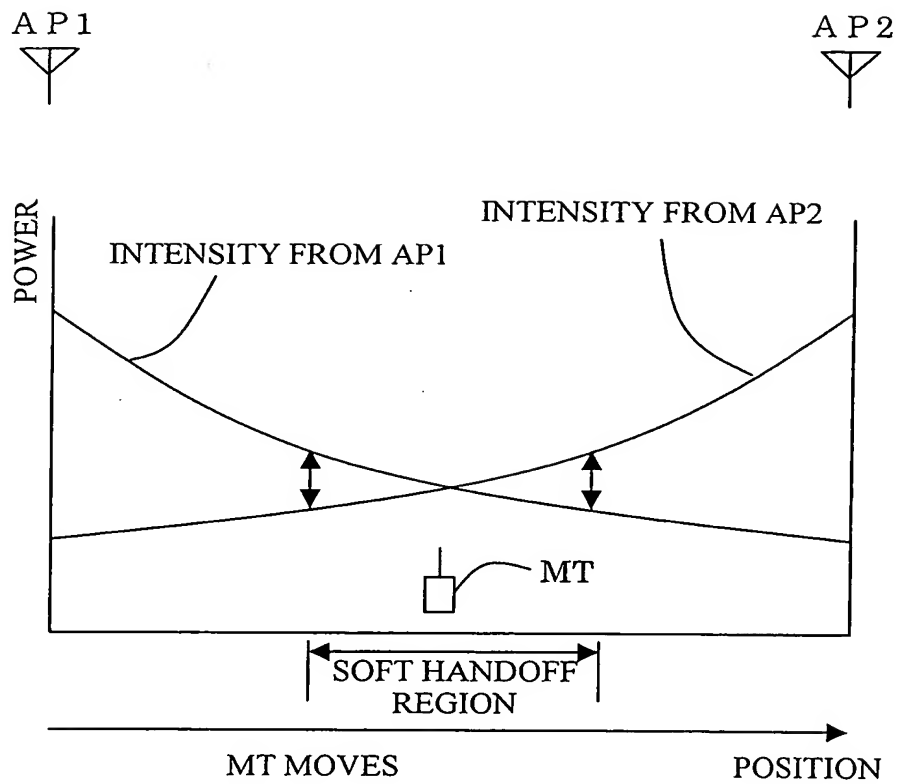 AP1
AP2
POWER
INTENSITY FROM AP1
INTENSITY FROM AP2
MT
SOFT HANDOFF
REGION
MT MOVES
POSITION